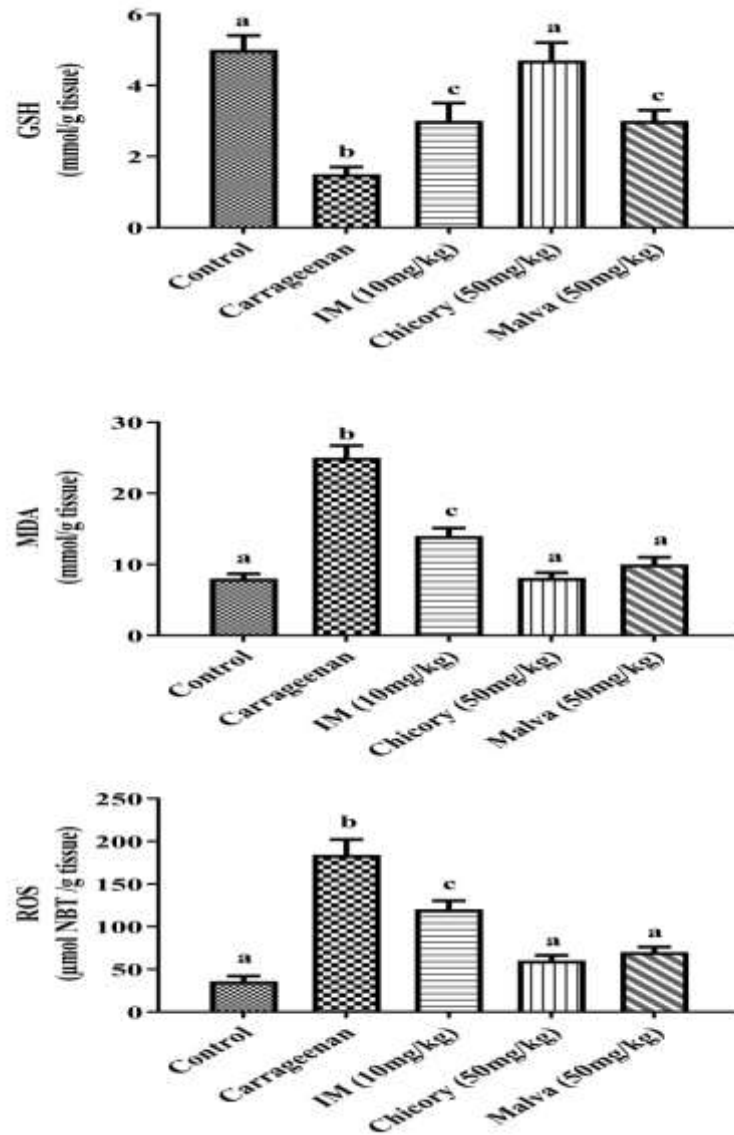 6
a
a
4
c
c
GSH
(mmol/g tissue)
b
2
0
Control
Carrageenan
IM (10mg/kg)
Chicory (50mg/kg)
Malva (50mg/kg)
30
b
20
c
MDA
(mmol/g tissue)
a
a
a
10
0
Control
Carrageenan
IM (10mg/kg)
Chicory (50mg/kg)
Malva (50mg/kg)
250
b
200
c
150
ROS
(µmol NBT /g tissue)
100
a
a
a
50
0
Control
Carrageenan
IM (10mg/kg)
Chicory (50mg/kg)
Malva (50mg/kg)